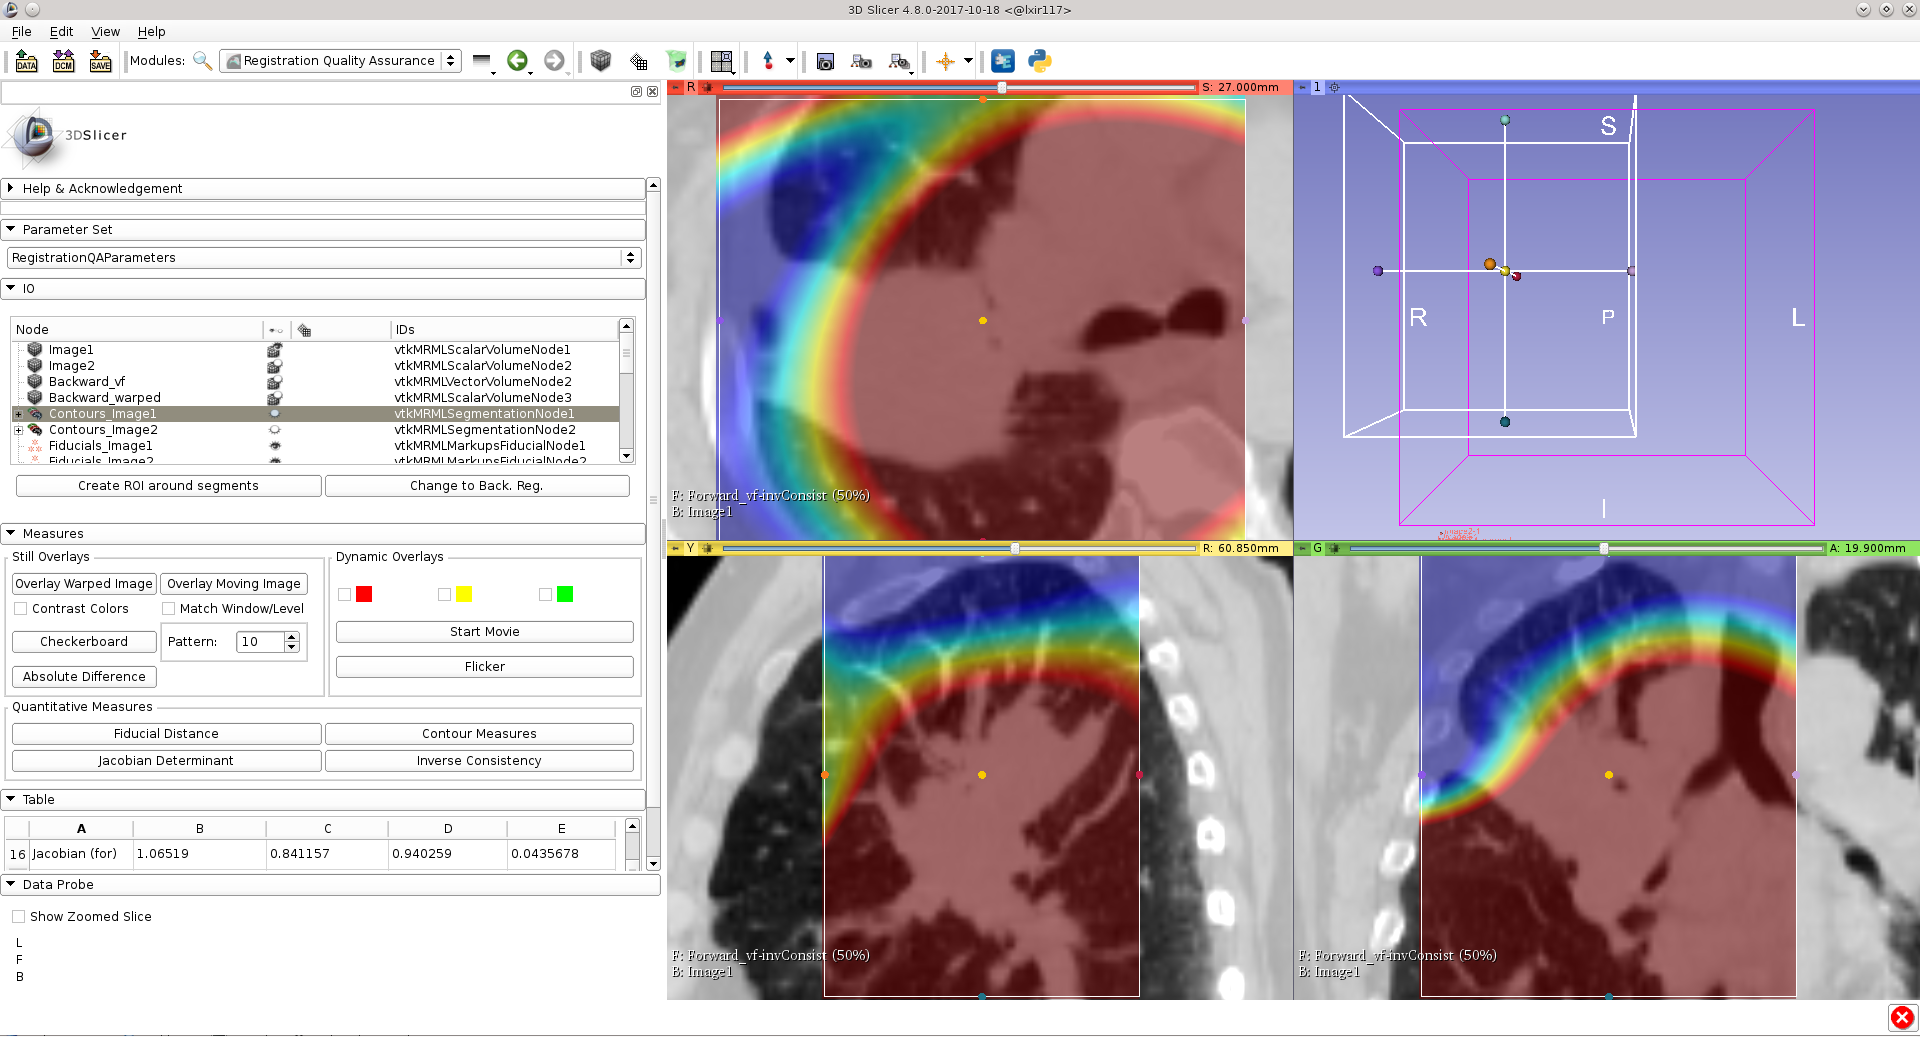 3D Slicer 4.8.0-2017-10-18 <@lxir117>
File Edit View Help
DATA DCM SAVE Modules: Registration Quality Assurance
3DSlicer
Help & Acknowledgement
Parameter Set
RegistrationQAParameters
IO
Node IDs
Image1 vtkMRMLScalarVolumeNode1
Image2 vtkMRMLScalarVolumeNode2
Backward_vf vtkMRMLVectorVolumeNode2
Backward_warped vtkMRMLScalarVolumeNode3
Contours_Image1 vtkMRMLSegmentationNode1
Contours_Image2 vtkMRMLSegmentationNode2
Fiducials_Image1 vtkMRMLMarkupsFiducialNode1
Fiducials_Image2 vtkMRMLMarkupsFiducialNode2
Create ROI around segments Change to Back. Reg.
Measures
Still Overlays Dynamic Overlays
Overlay Warped Image Overlay Moving Image
Contrast Colors Match Window/Level
Checkerboard Pattern: 10
Start Movie
Flicker
Absolute Difference
Quantitative Measures
Fiducial Distance Contour Measures
Jacobian Determinant Inverse Consistency
Table
A B C D E
16 Jacobian (for) 1.06519 0.841157 0.940259 0.0435678
Data Probe
Show Zoomed Slice
L
F
B
R S: 27.000mm
F: Forward_vf-invConsist (50%)
B: Image1
1
S
R P L
I
Y R: 60.850mm
F: Forward_vf-invConsist (50%)
B: Image1
G A: 19.900mm
F: Forward_vf-invConsist (50%)
B: Image1